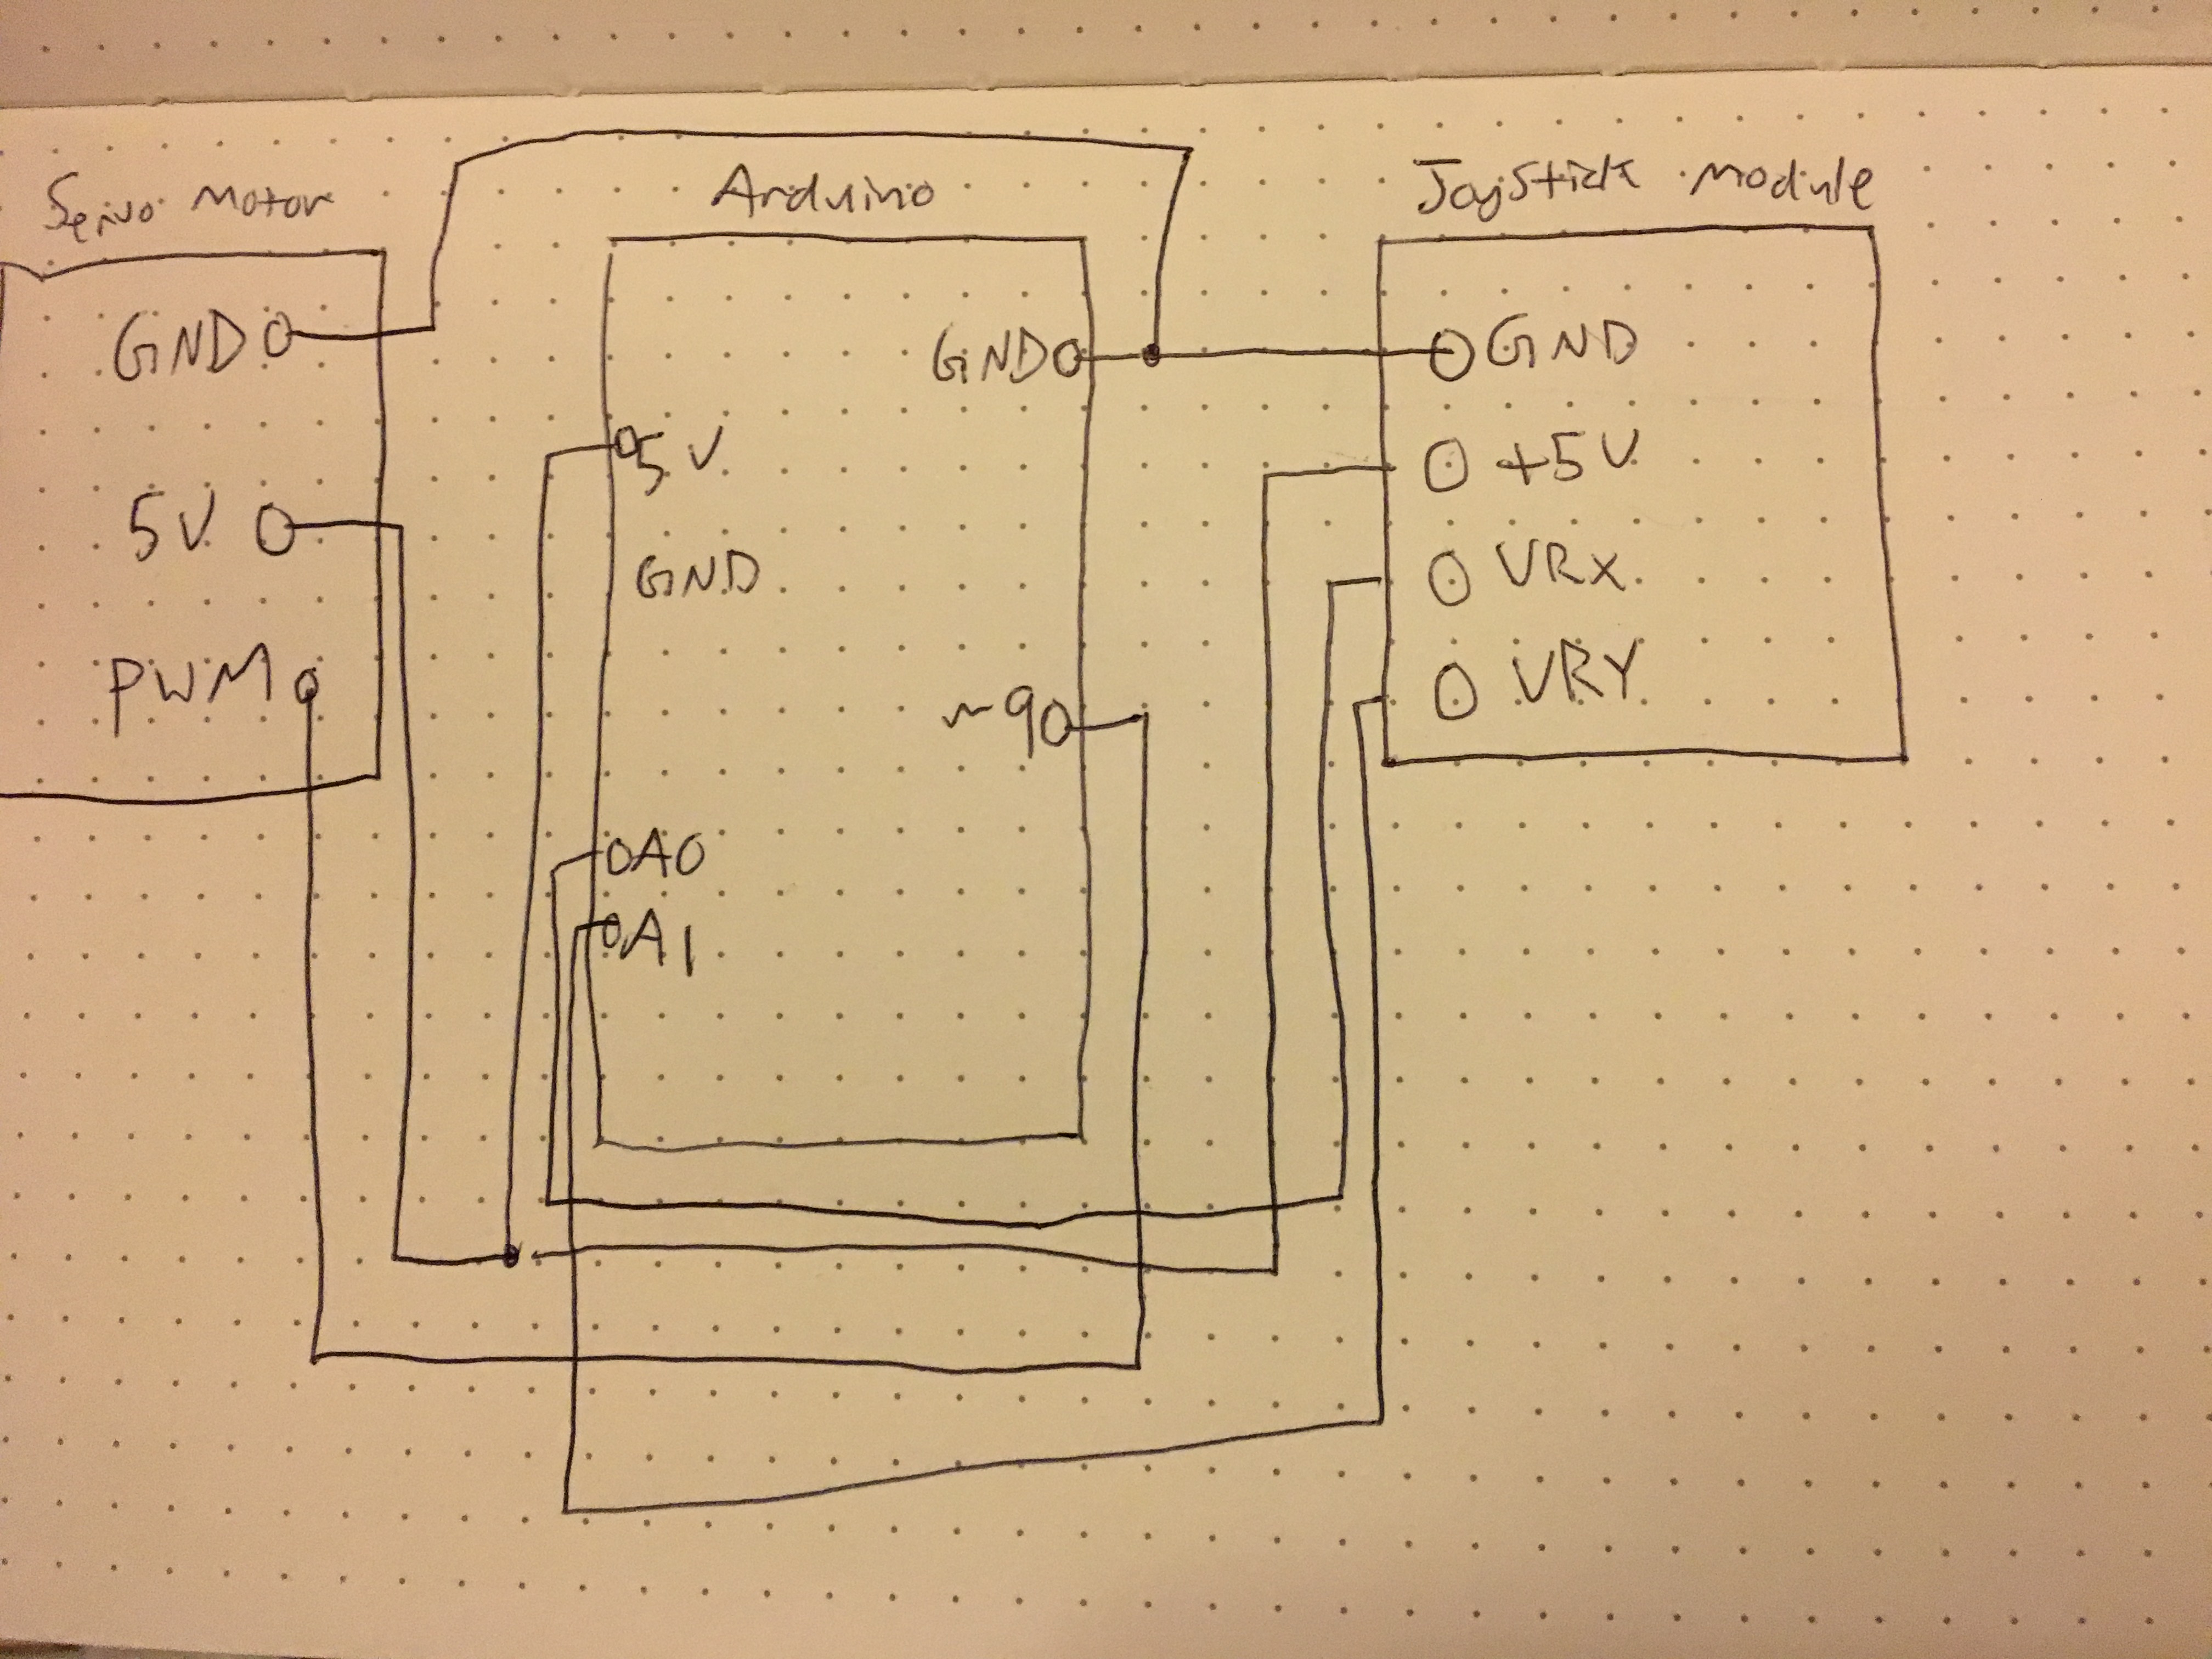 Servo Motor
GND
5V
PWM
Arduino
GND
5V
GND
~9
A0
A1
Joystick Module
GND
+5V
VRX
VRY